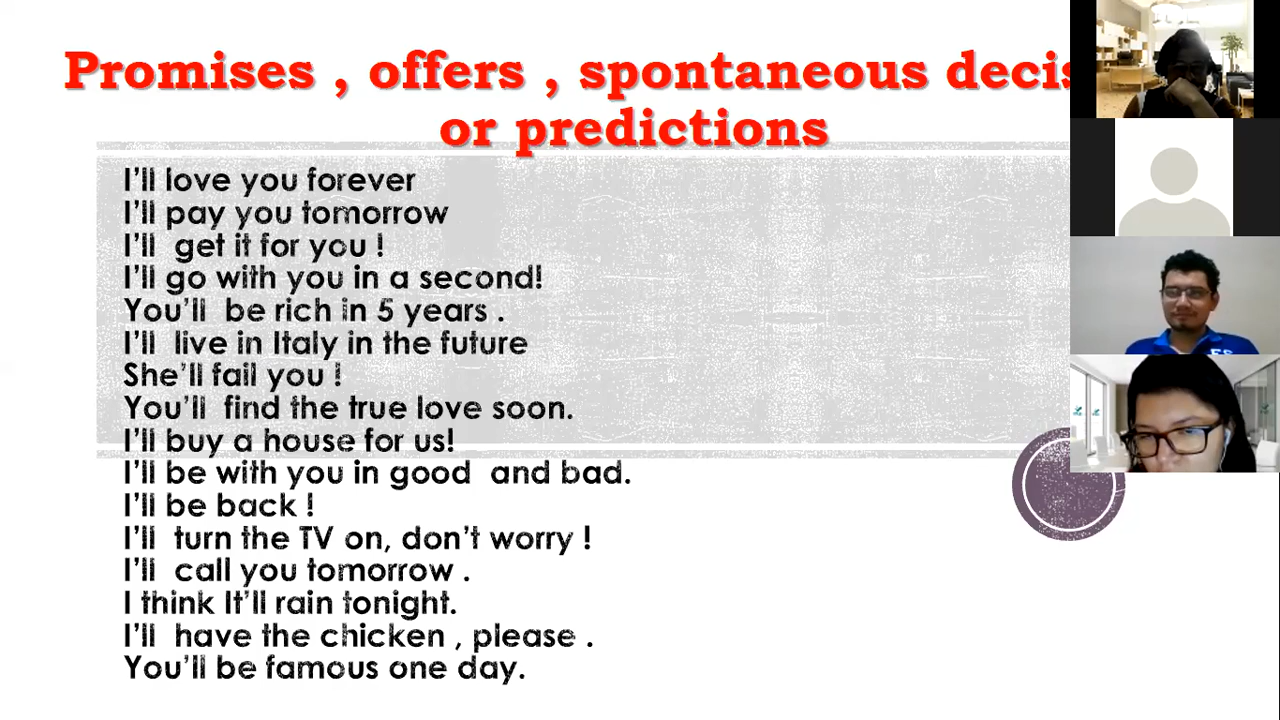 Promises , offers , spontaneous
or predictions
I'll love you forever
I'll pay you tomorrow
I'll get it for you !
I'll go with you in a second!
You'll be rich in 5 years .
I'll live in Italy in the future
She'll fail you !
You'll find the true love soon.
I'll buy a house for us!
I'll be with you in good and bad.
I'll be back !
I'll turn the TV on, don't worry !
I'll call you tomorrow .
I think It'll rain tonight.
I'll have the chicken , please .
You'll be famous one day.